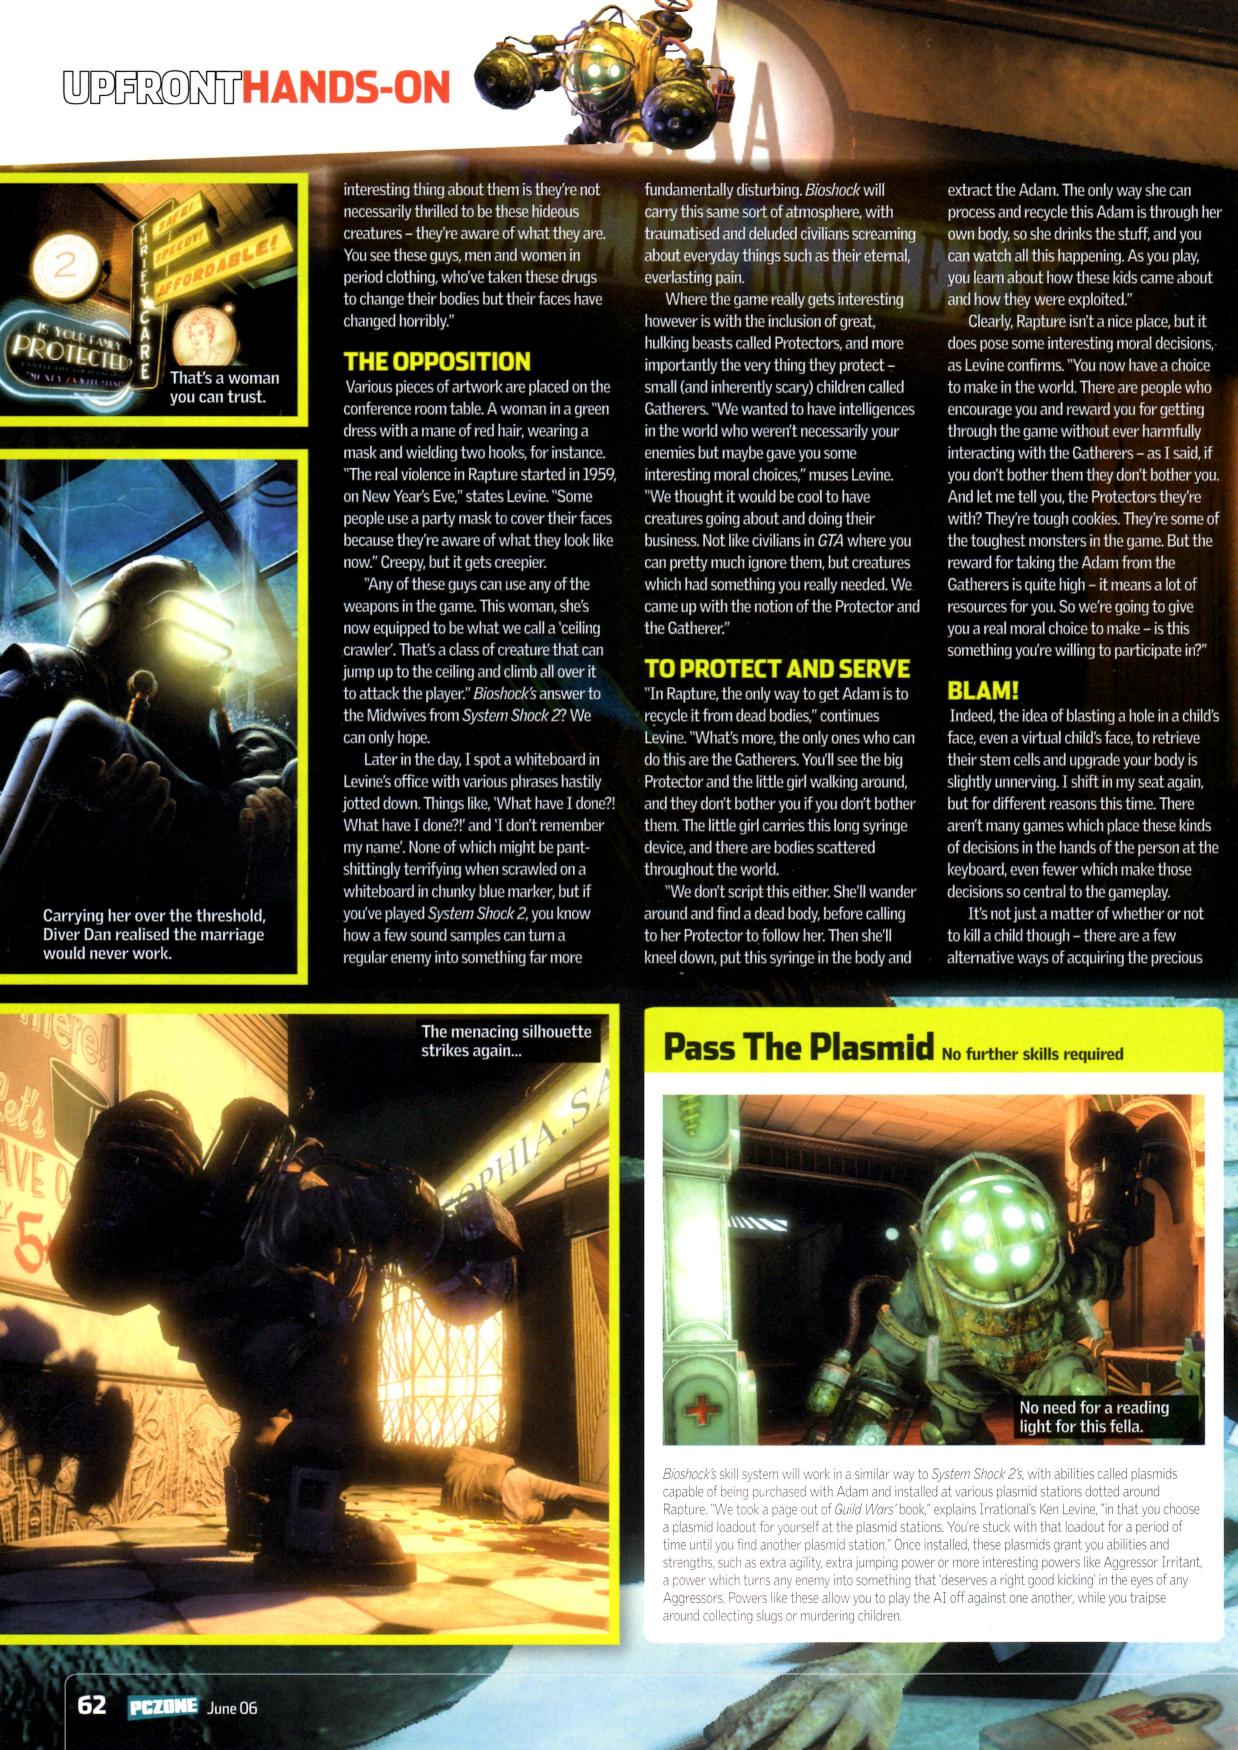 UPFRONTHANDS-ON
2
THRIFTYCARE
SAFE!
SPEEDY!
AFFORDABLE!
IS YOUR FAMILY
PROTECTED?
That's a woman
you can trust.
Carrying her over the threshold,
Diver Dan realised the marriage
would never work.
interesting thing about them is they're not
necessarily thrilled to be these hideous
creatures – they're aware of what they are.
You see these guys, men and women in
period clothing, who've taken these drugs
to change their bodies but their faces have
changed horribly."
THE OPPOSITION
Various pieces of artwork are placed on the
conference room table. A woman in a green
dress with a mane of red hair, wearing a
mask and wielding two hooks, for instance.
"The real violence in Rapture started in 1959,
on New Year's Eve," states Levine. "Some
people use a party mask to cover their faces
because they're aware of what they look like
now." Creepy, but it gets creepier.
"Any of these guys can use any of the
weapons in the game. This woman, she's
now equipped to be what we call a 'ceiling
crawler'. That's a class of creature that can
jump up to the ceiling and climb all over it
to attack the player." Bioshock's answer to
the Midwives from System Shock 2? We
can only hope.
Later in the day, I spot a whiteboard in
Levine's office with various phrases hastily
jotted down. Things like, 'What have I done?!
What have I done?!' and 'I don't remember
my name'. None of which might be pant-
shittingly terrifying when scrawled on a
whiteboard in chunky blue marker, but if
you've played System Shock 2, you know
how a few sound samples can turn a
regular enemy into something far more
fundamentally disturbing. Bioshock will
carry this same sort of atmosphere, with
traumatised and deluded civilians screaming
about everyday things such as their eternal,
everlasting pain.
Where the game really gets interesting
however is with the inclusion of great,
hulking beasts called Protectors, and more
importantly the very thing they protect –
small (and inherently scary) children called
Gatherers. "We wanted to have intelligences
in the world who weren't necessarily your
enemies but maybe gave you some
interesting moral choices," muses Levine.
"We thought it would be cool to have
creatures going about and doing their
business. Not like civilians in GTA where you
can pretty much ignore them, but creatures
which had something you really needed. We
came up with the notion of the Protector and
the Gatherer."
TO PROTECT AND SERVE
"In Rapture, the only way to get Adam is to
recycle it from dead bodies," continues
Levine. "What's more, the only ones who can
do this are the Gatherers. You'll see the big
Protector and the little girl walking around,
and they don't bother you if you don't bother
them. The little girl carries this long syringe
device, and there are bodies scattered
throughout the world.
"We don't script this either. She'll wander
around and find a dead body, before calling
to her Protector to follow her. Then she'll
kneel down, put this syringe in the body and
extract the Adam. The only way she can
process and recycle this Adam is through her
own body, so she drinks the stuff, and you
can watch all this happening. As you play,
you learn about how these kids came about
and how they were exploited."
Clearly, Rapture isn't a nice place, but it
does pose some interesting moral decisions,
as Levine confirms. "You now have a choice
to make in the world. There are people who
encourage you and reward you for getting
through the game without ever harmfully
interacting with the Gatherers – as I said, if
you don't bother them they don't bother you.
And let me tell you, the Protectors they're
with? They're tough cookies. They're some of
the toughest monsters in the game. But the
reward for taking the Adam from the
Gatherers is quite high – it means a lot of
resources for you. So we're going to give
you a real moral choice to make – is this
something you're willing to participate in?"
BLAM!
Indeed, the idea of blasting a hole in a child's
face, even a virtual child's face, to retrieve
their stem cells and upgrade your body is
slightly unnerving. I shift in my seat again,
but for different reasons this time. There
aren't many games which place these kinds
of decisions in the hands of the person at the
keyboard, even fewer which make those
decisions so central to the gameplay.
It's not just a matter of whether or not
to kill a child though – there are a few
alternative ways of acquiring the precious
The menacing silhouette
strikes again...
SOPHIA.SA
Pass The Plasmid No further skills required
No need for a reading
light for this fella.
Bioshock's skill system will work in a similar way to System Shock 2's, with abilities called plasmids
capable of being purchased with Adam and installed at various plasmid stations dotted around
Rapture. "We took a page out of Guild Wars' book," explains Irrational's Ken Levine, "in that you choose
a plasmid loadout for yourself at the plasmid stations. You're stuck with that loadout for a period of
time until you find another plasmid station." Once installed, these plasmids grant you abilities and
strengths, such as extra agility, extra jumping power or more interesting powers like Aggressor Irritant,
a power which turns any enemy into something that 'deserves a right good kicking' in the eyes of any
Aggressors. Powers like these allow you to play the AI off against one another, while you traipse
around collecting slugs or murdering children.
62 PCZONE June 06